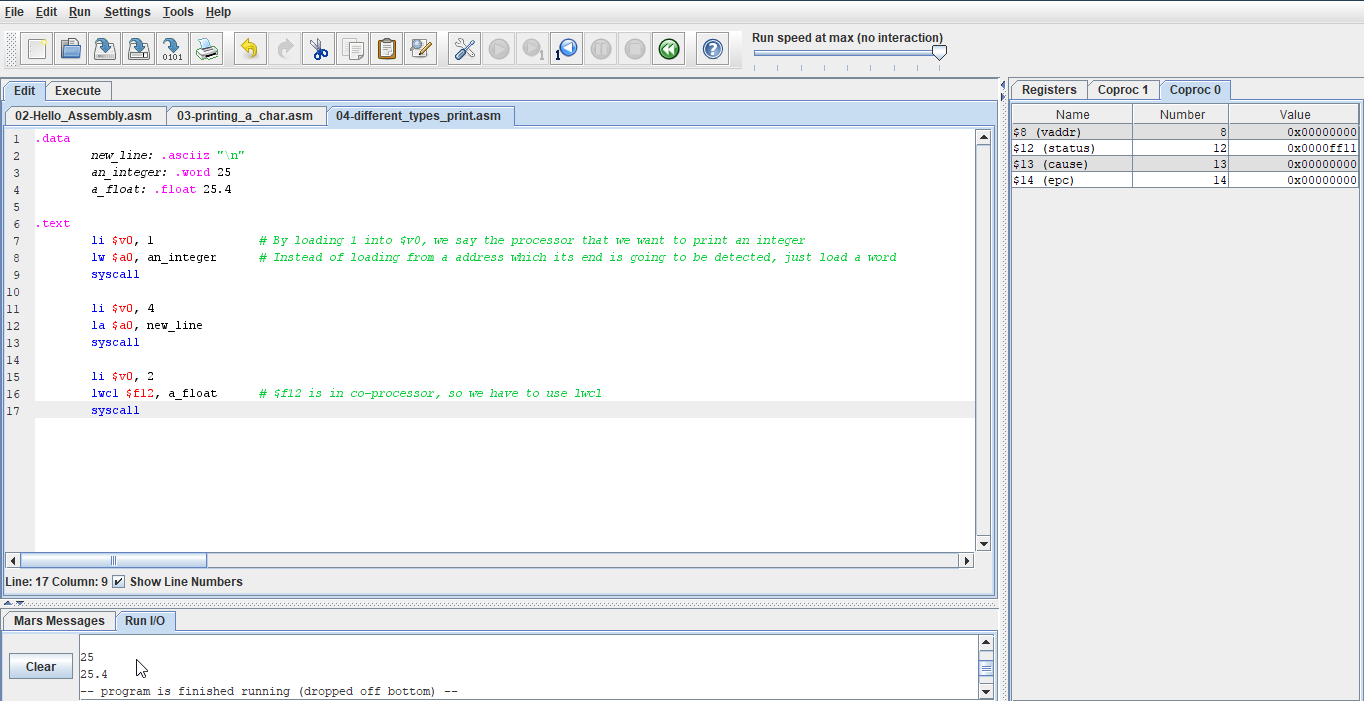 File Edit Run Settings Tools Help
0101
1
1
Run speed at max (no interaction)
Edit Execute
02-Hello_Assembly.asm 03-printing_a_char.asm 04-different_types_print.asm
1 .data
2 new_line: .asciiz "\n"
3 an_integer: .word 25
4 a_float: .float 25.4
5
6 .text
7 li $v0, 1 # By loading 1 into $v0, we say the processor that we want to print an integer
8 lw $a0, an_integer # Instead of loading from a address which its end is going to be detected, just load a word
9 syscall
10
11 li $v0, 4
12 la $a0, new_line
13 syscall
14
15 li $v0, 2
16 lwc1 $f12, a_float # $f12 is in co-processor, so we have to use lwc1
17 syscall
Line: 17 Column: 9 Show Line Numbers
Mars Messages Run I/O
Clear
25
25.4
-- program is finished running (dropped off bottom) --
Registers Coproc 1 Coproc 0
Name Number Value
$8 (vaddr) 8 0x00000000
$12 (status) 12 0x0000ff11
$13 (cause) 13 0x00000000
$14 (epc) 14 0x00000000